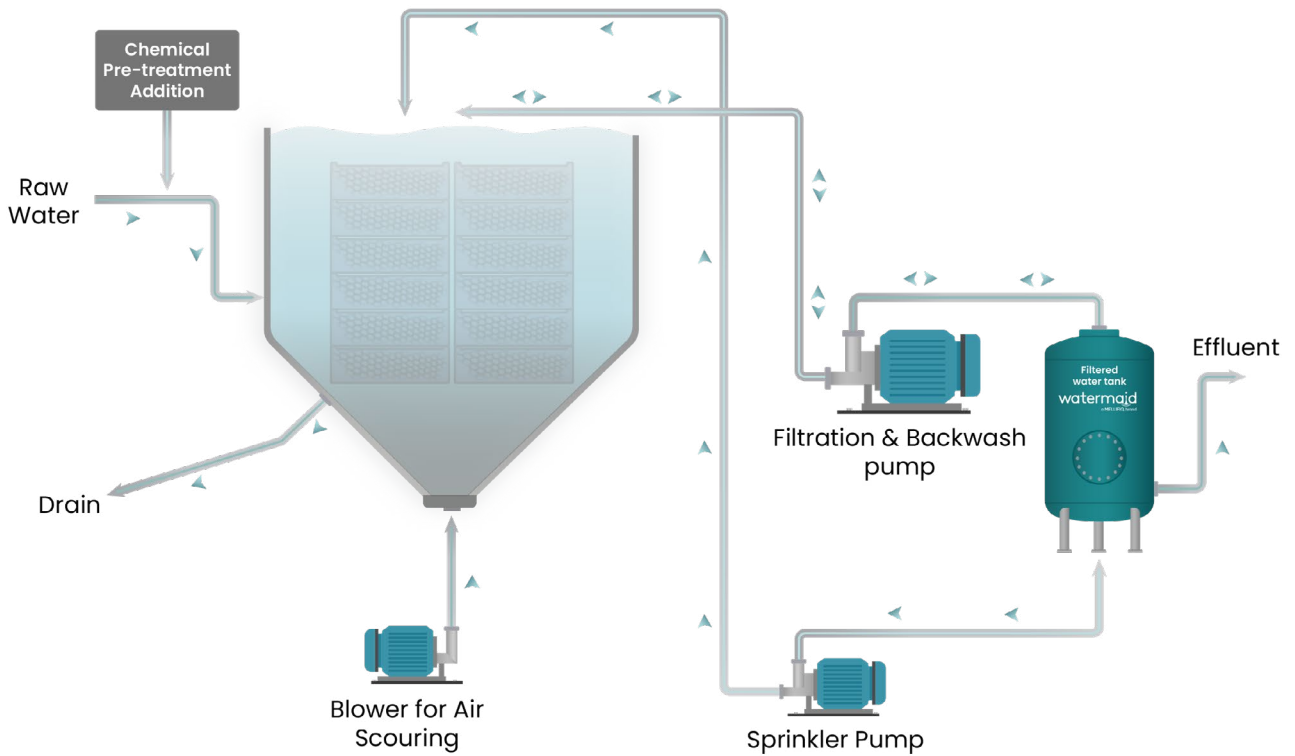 Chemical
Pre-treatment
Addition
Raw
Water
Drain
Blower for Air
Scouring
Filtration & Backwash
pump
Sprinkler Pump
Filtered
water tank
watermaid
Effluent